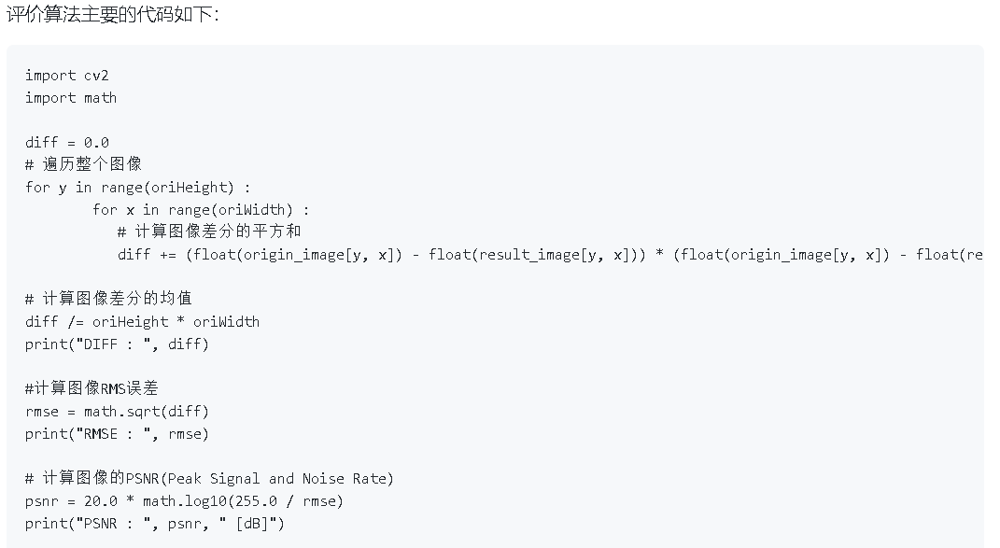 评价算法主要的代码如下：
import cv2
import math
diff = 0.0
# 遍历整个图像
for y in range(oriHeight) :
for x in range(oriWidth) :
# 计算图像差分的平方和
diff += (float(origin_image[y, x]) - float(result_image[y, x])) * (float(origin_image[y, x]) - float(re
# 计算图像差分的均值
diff /= oriHeight * oriWidth
print("DIFF : ", diff)
#计算图像RMS误差
rmse = math.sqrt(diff)
print("RMSE : ", rmse)
# 计算图像的PSNR(Peak Signal and Noise Rate)
psnr = 20.0 * math.log10(255.0 / rmse)
print("PSNR : ", psnr, " [dB]")